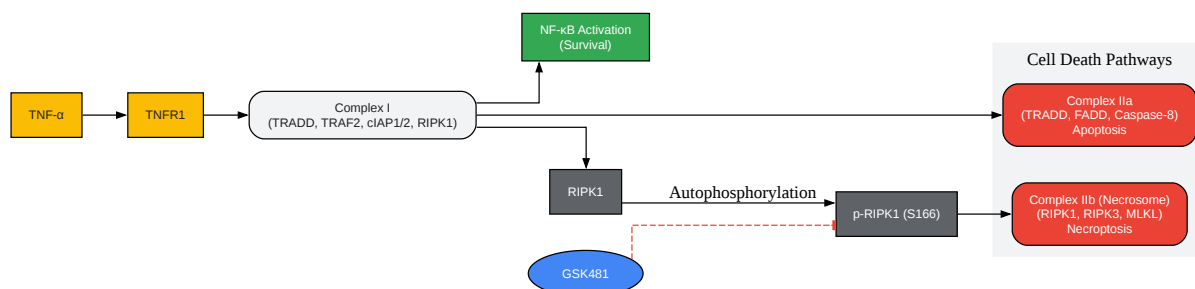 NF-κB Activation
(Survival)
Cell Death Pathways
TNF-α
TNFR1
Complex I
(TRADD, TRAF2, cIAP1/2, RIPK1)
Complex IIa
(TRADD, FADD, Caspase-8)
Apoptosis
RIPK1
Autophosphorylation
p-RIPK1 (S166)
Complex IIb (Necrosome)
(RIPK1, RIPK3, MLKL)
Necroptosis
GSK481